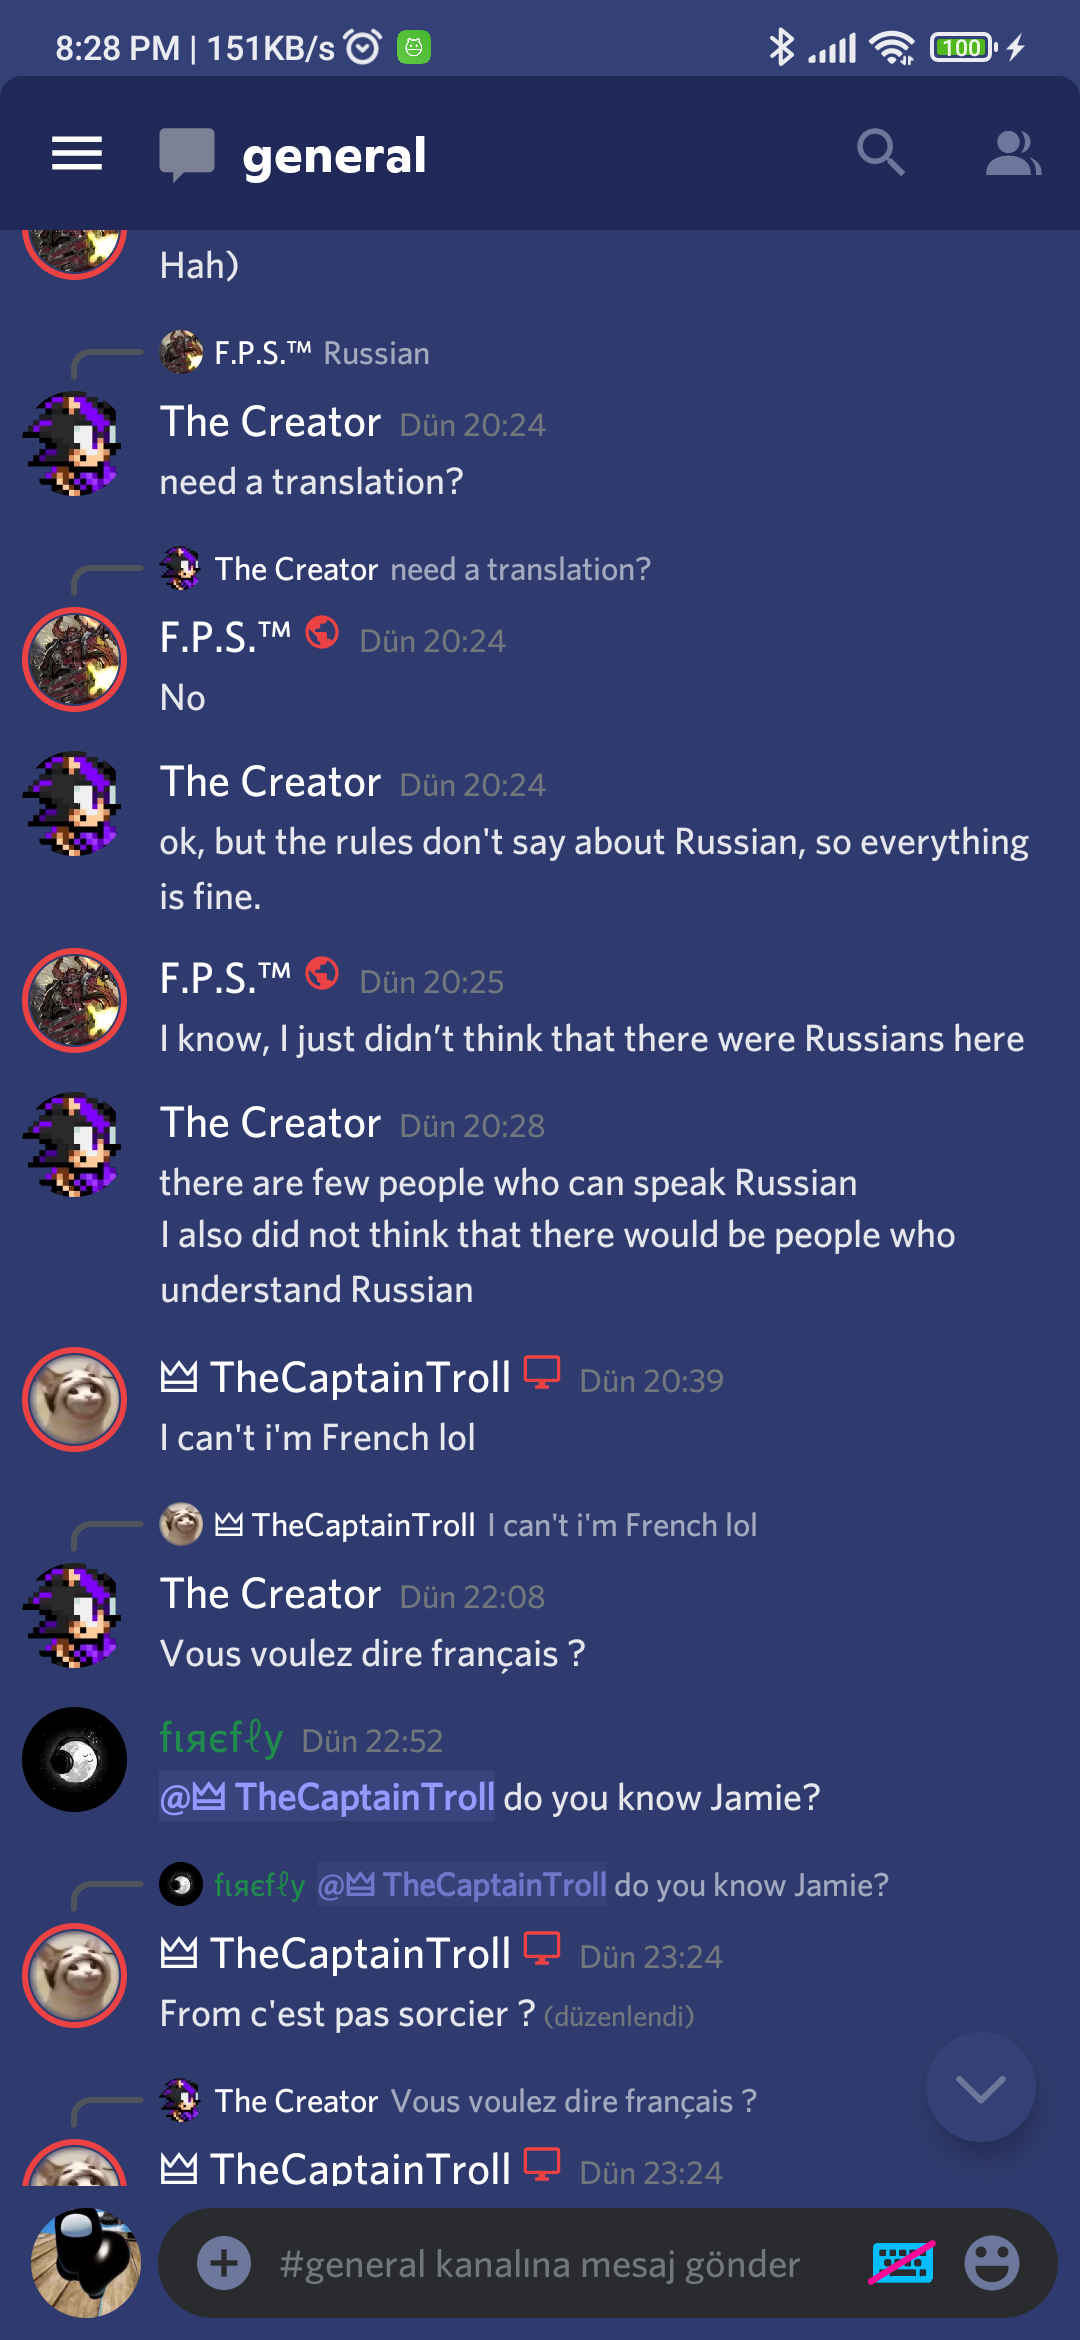 8:28 PM | 151KB/s
100
general
Hah)
F.P.S.™ Russian
The Creator Dün 20:24
need a translation?
The Creator need a translation?
F.P.S.™ Dün 20:24
No
The Creator Dün 20:24
ok, but the rules don't say about Russian, so everything
is fine.
F.P.S.™ Dün 20:25
I know, I just didn’t think that there were Russians here
The Creator Dün 20:28
there are few people who can speak Russian
I also did not think that there would be people who
understand Russian
TheCaptainTroll Dün 20:39
I can't i'm French lol
TheCaptainTroll I can't i'm French lol
The Creator Dün 22:08
Vous voulez dire français ?
fιяєfℓy Dün 22:52
@TheCaptainTroll do you know Jamie?
fιяєfℓy @TheCaptainTroll do you know Jamie?
TheCaptainTroll Dün 23:24
From c'est pas sorcier ? (düzenlendi)
The Creator Vous voulez dire français ?
TheCaptainTroll Dün 23:24
#general kanalına mesaj gönder